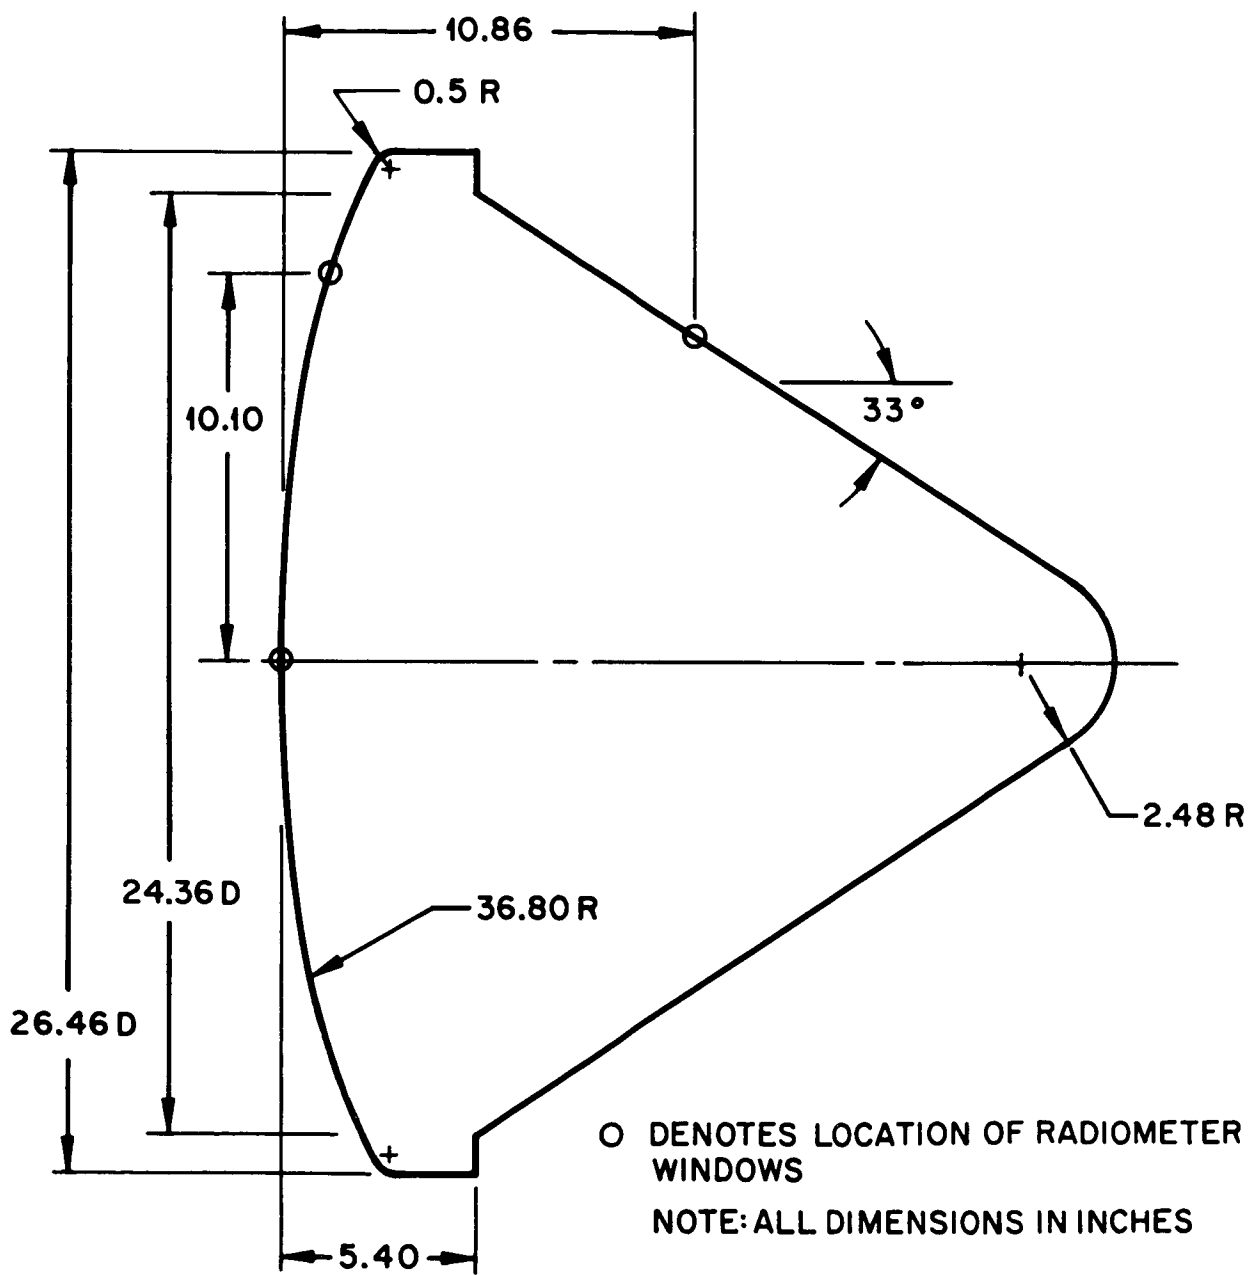 10.86
0.5 R
10.10
33°
2.48 R
24.36 D
36.80 R
26.46 D
O DENOTES LOCATION OF RADIOMETER
WINDOWS
NOTE: ALL DIMENSIONS IN INCHES
5.40